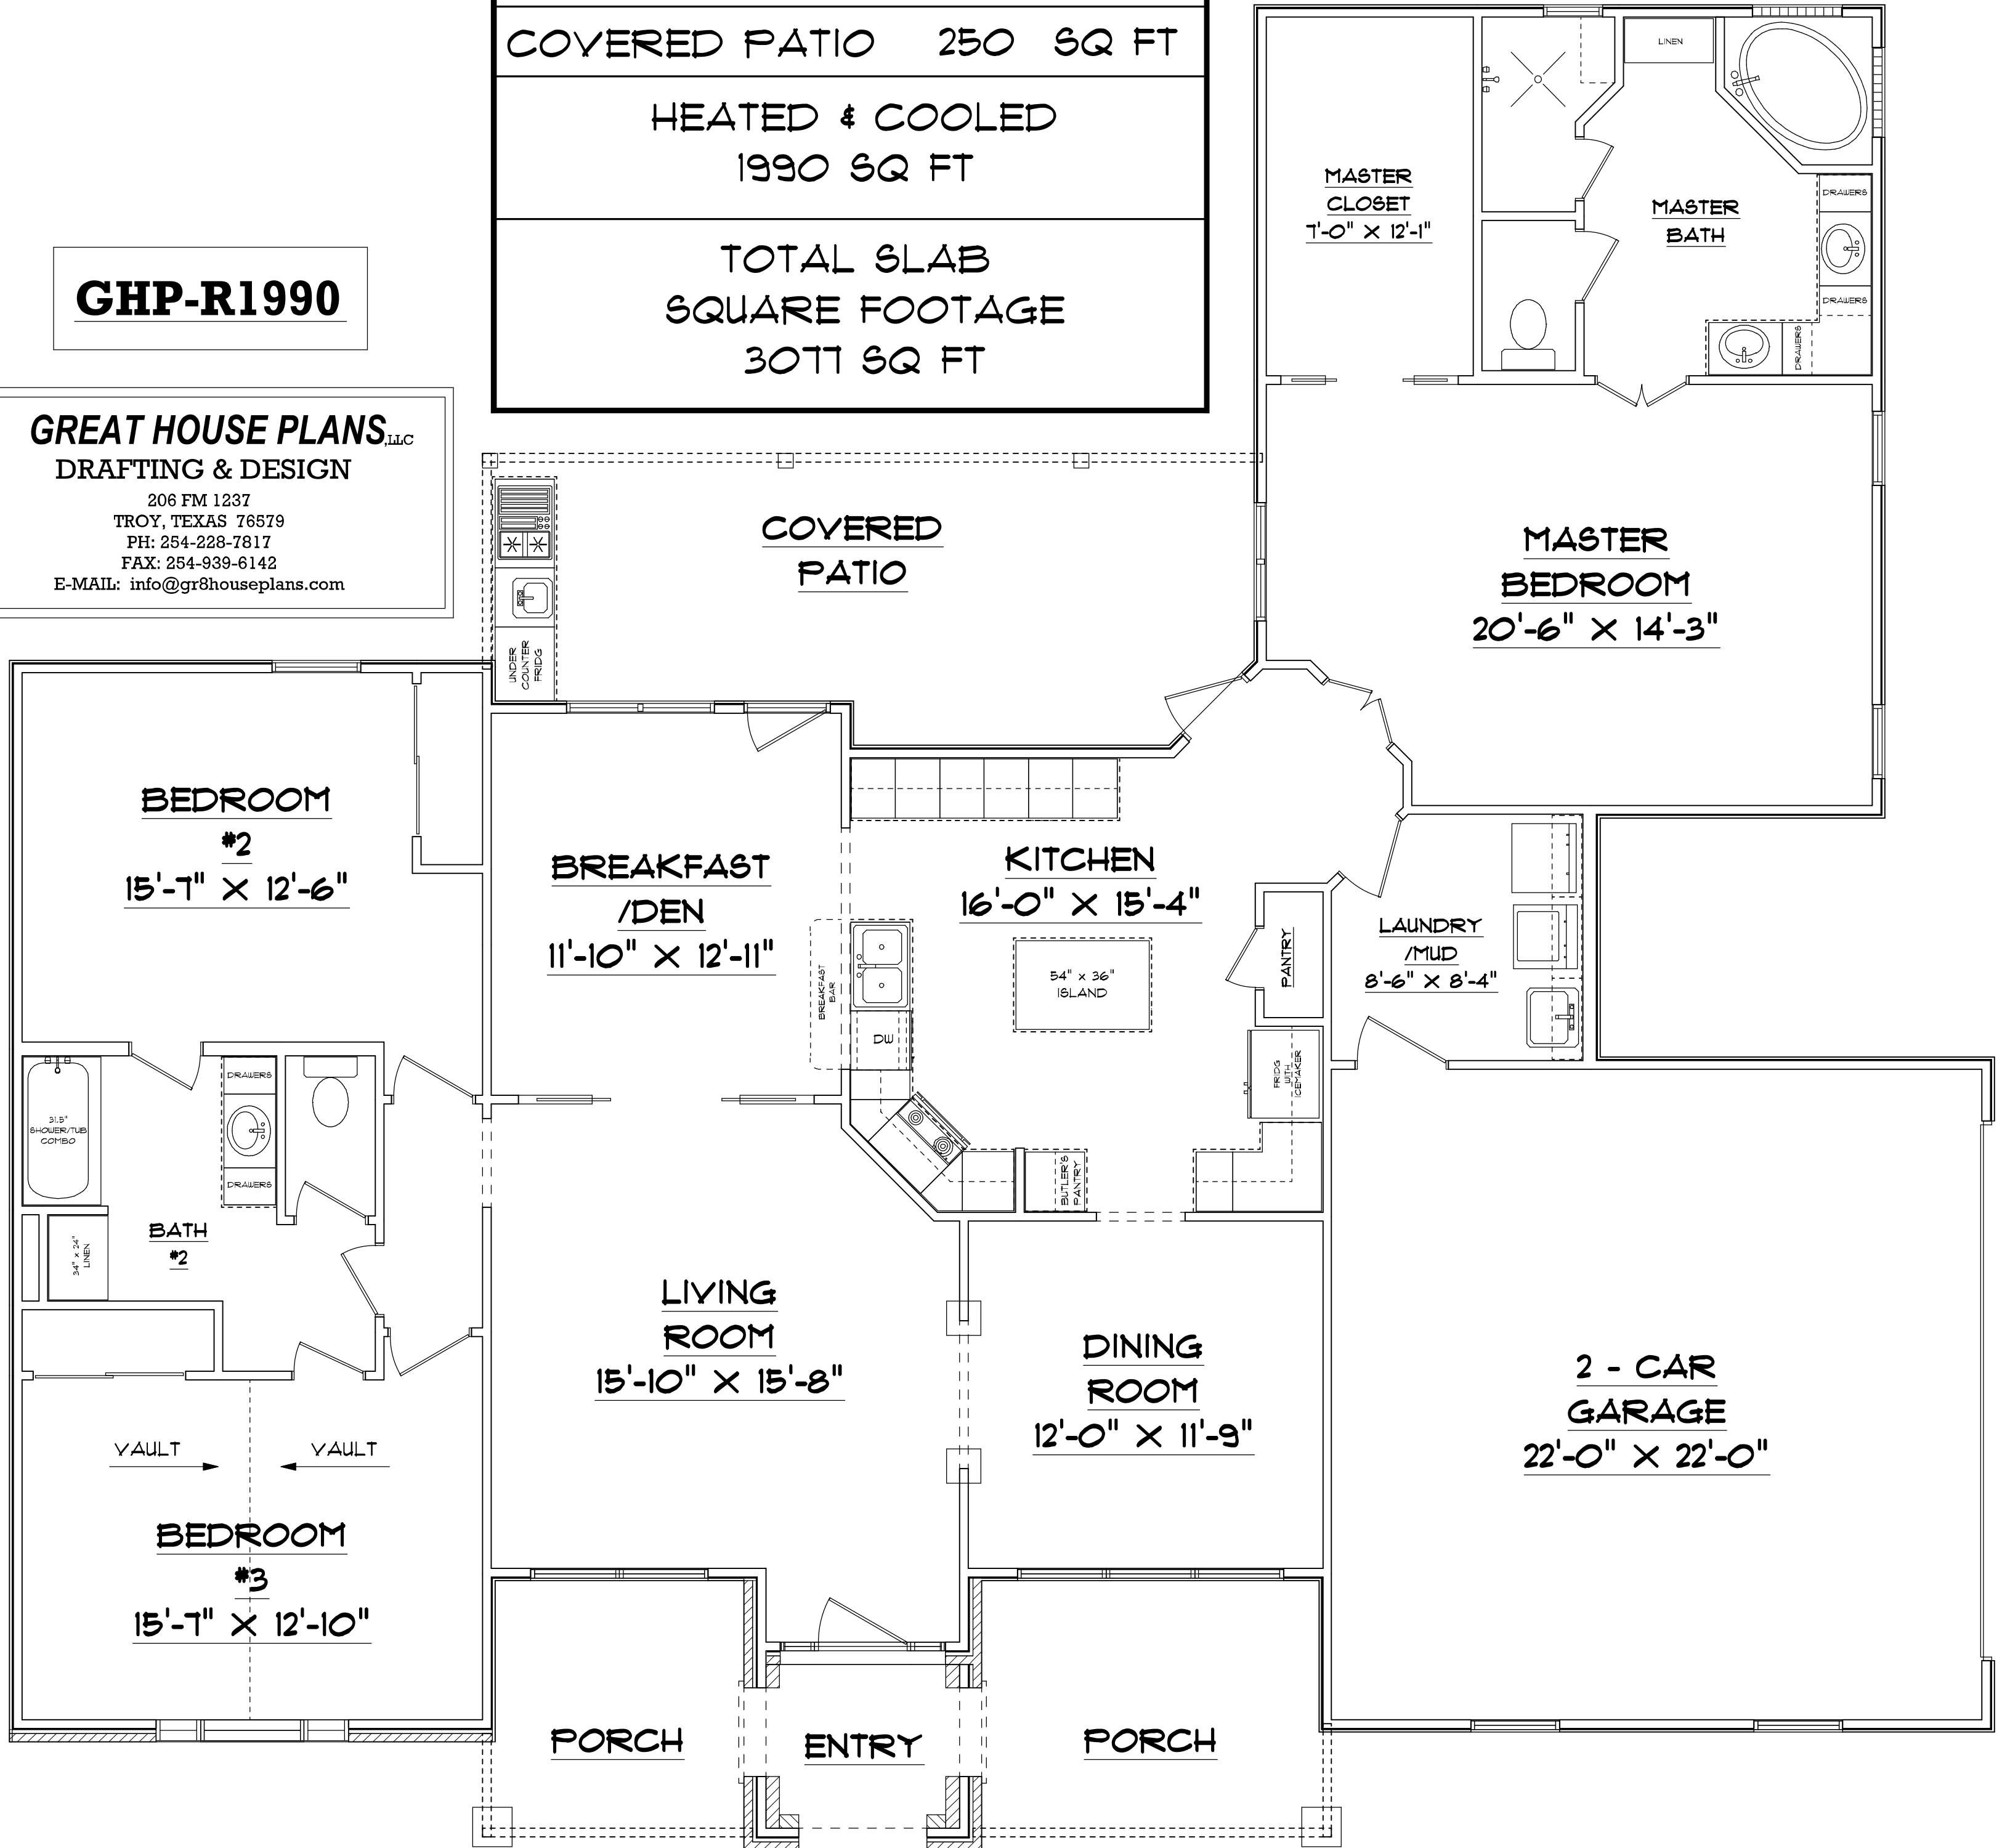 COVERED PATIO 250 SQ FT
HEATED & COOLED
1990 SQ FT
TOTAL SLAB
SQUARE FOOTAGE
3077 SQ FT
GHP-R1990
GREAT HOUSE PLANS,LLC
DRAFTING & DESIGN
206 FM 1237
TROY, TEXAS 76579
PH: 254-228-7817
FAX: 254-939-6142
E-MAIL: info@gr8houseplans.com
LINEN
MASTER
CLOSET
7'-0" X 12'-1"
MASTER
BATH
DRAWERS
DRAWERS
DRAWERS
COVERED
PATIO
UNDER
COUNTER
FRIDG
MASTER
BEDROOM
20'-6" X 14'-3"
BEDROOM
#2
15'-7" X 12'-6"
BREAKFAST
/DEN
11'-10" X 12'-11"
KITCHEN
16'-0" X 15'-4"
BREAKFAST
BAR
54" x 36"
ISLAND
PANTRY
LAUNDRY
/MUD
8'-6" X 8'-4"
DW
FRIDG
WITH
ICEMAKER
BUTLER'S
PANTRY
31.5"
SHOWER/TUB
COMBO
DRAWERS
DRAWERS
BATH
#2
34" x 24"
LINEN
LIVING
ROOM
15'-10" X 15'-8"
DINING
ROOM
12'-0" X 11'-9"
2 - CAR
GARAGE
22'-0" X 22'-0"
VAULT
VAULT
BEDROOM
#3
15'-7" X 12'-10"
PORCH
ENTRY
PORCH